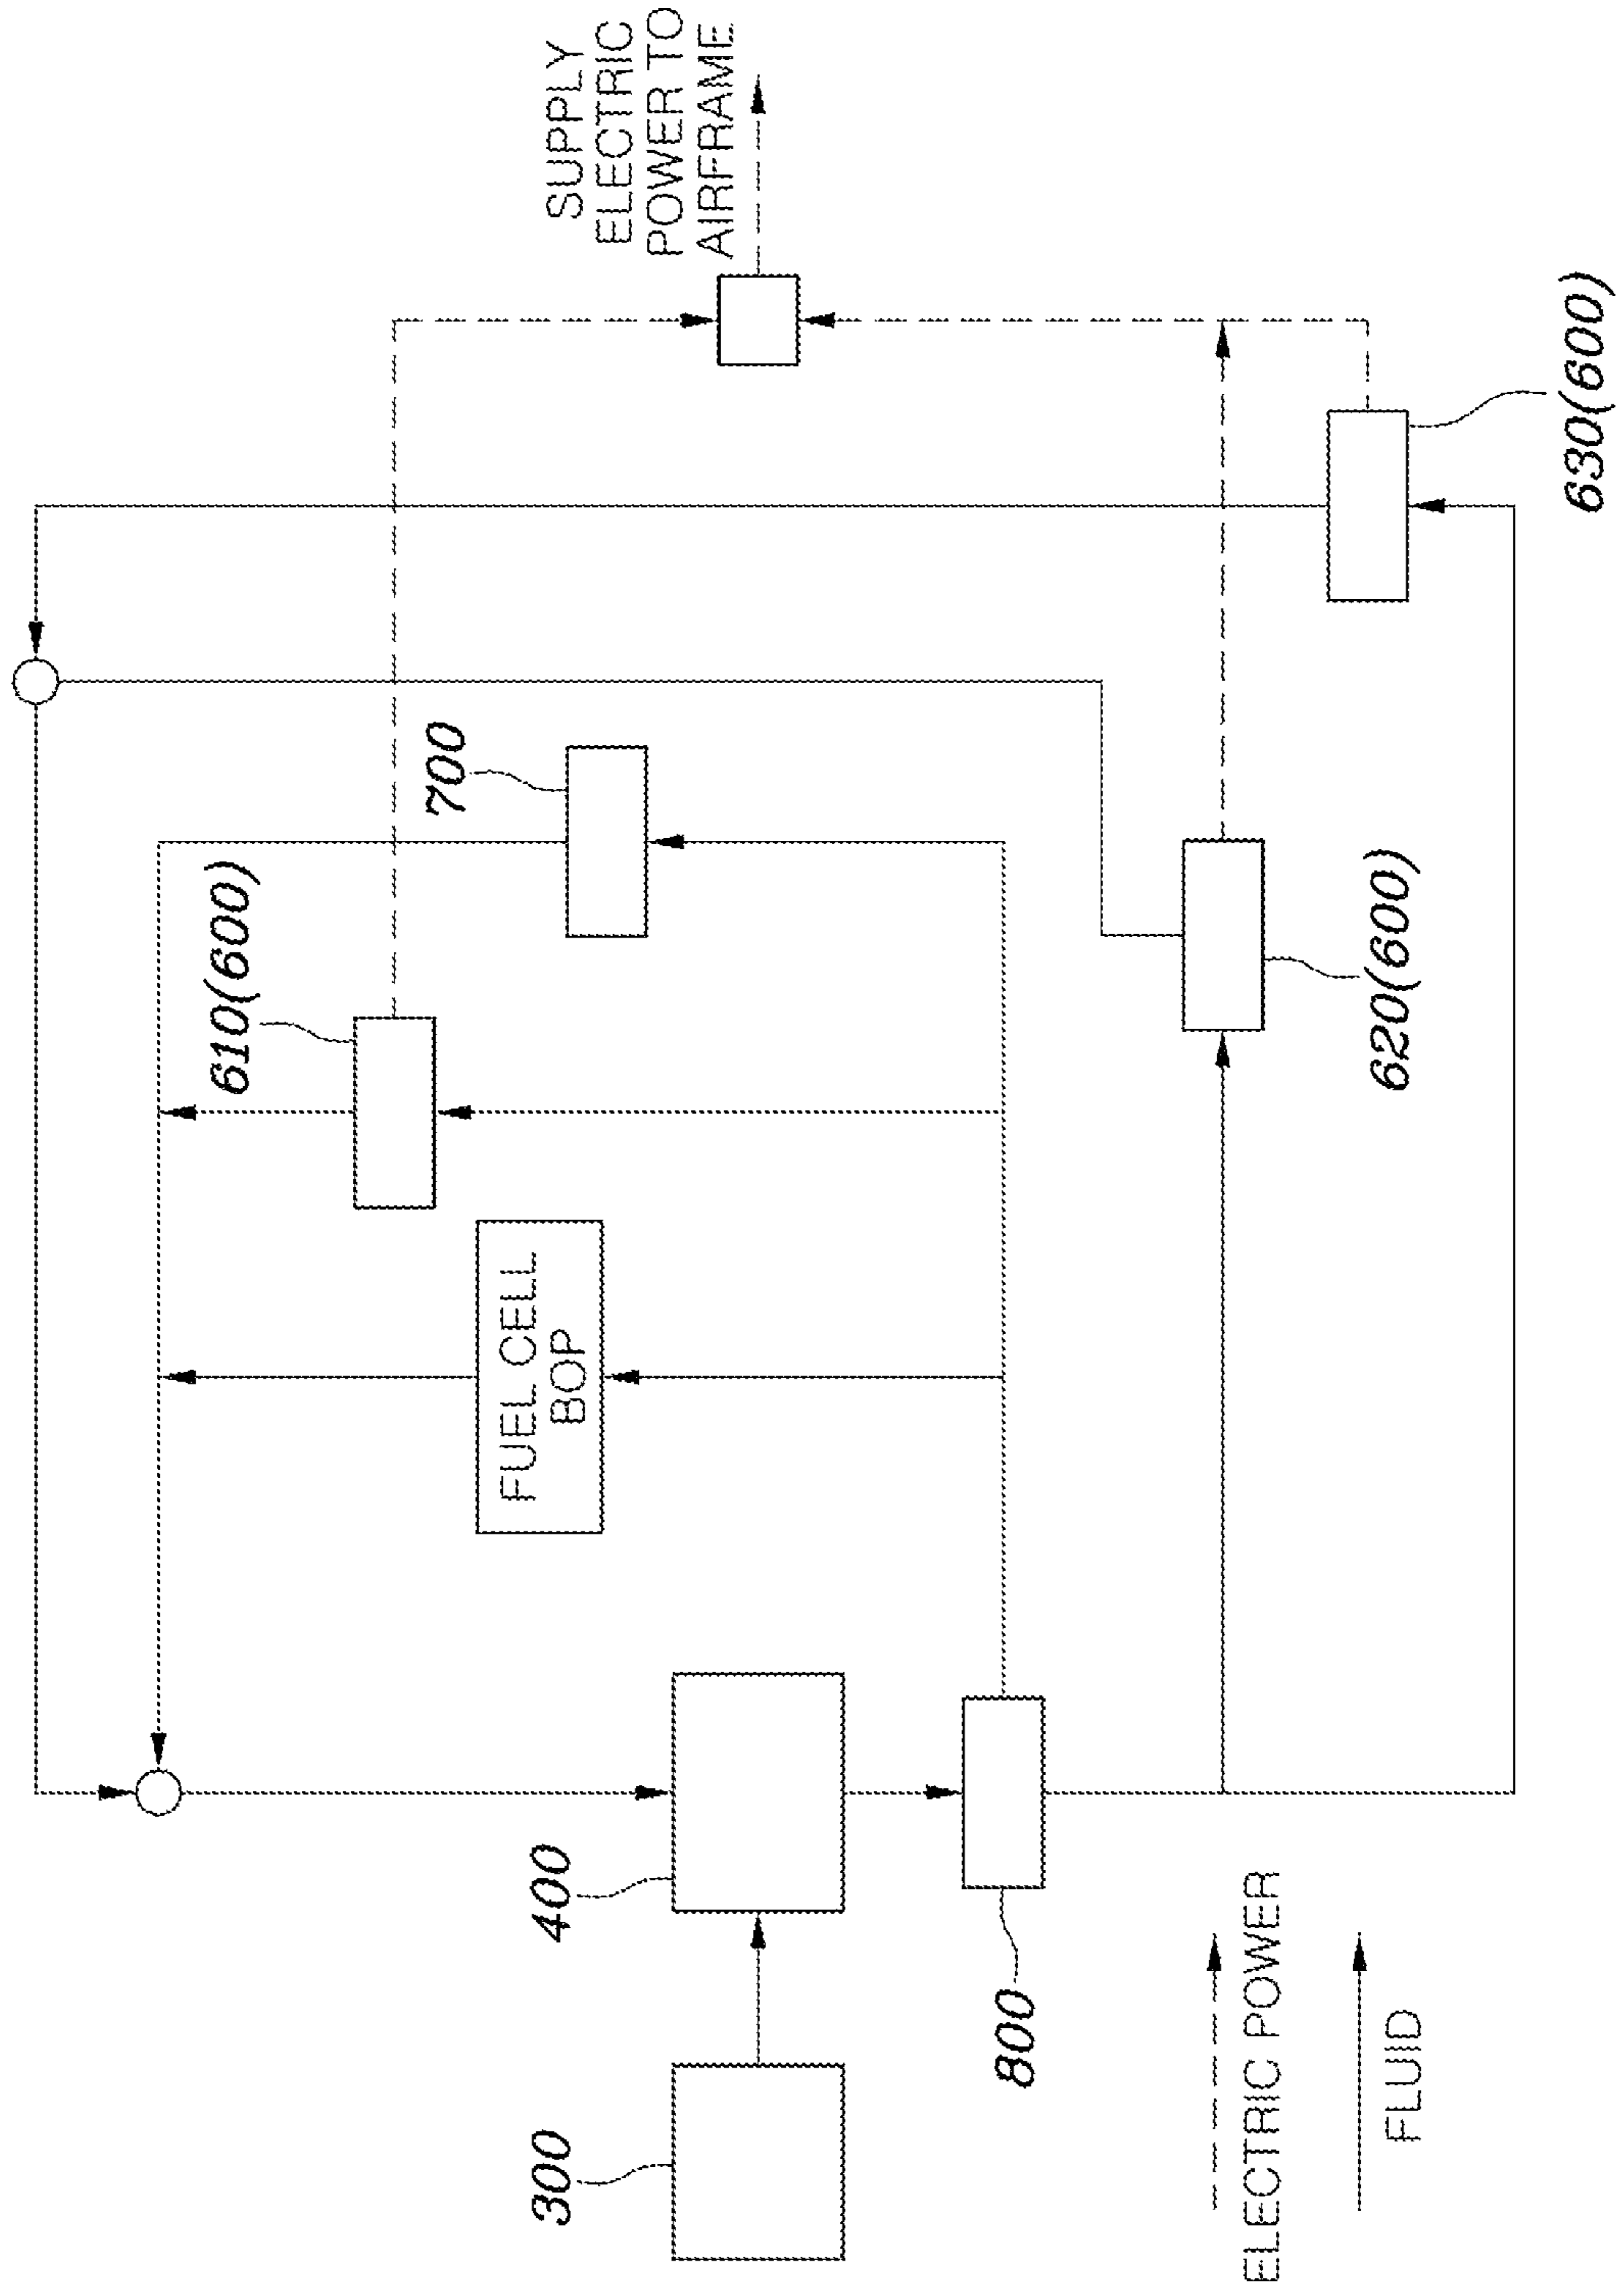 SUPPLY
ELECTRIC
POWER TO
AIRFRAME
610(600)
700
FUEL CELL
BOP
400
300
800
620(600)
630(600)
ELECTRIC POWER
FLUID